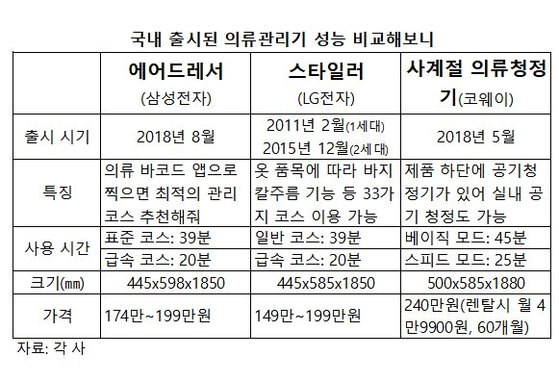 국내 출시된 의류관리기 성능 비교해보니
에어드레서 (삼성전자)
스타일러 (LG전자)
사계절 의류청정
기(코웨이)
출시 시기
2018년 8월
2011년 2월(1세대)
2015년 12월(2세대)
2018년 5월
특징
의류 바코드 앱으로
찍으면 최적의 관리
코스 추천해줘
옷 품목에 따라 바지
칼주름 기능 등 33가
지 코스 이용 가능
제품 하단에 공기청
정기가 있어 실내 공
기 청정도 가능
사용 시간
표준 코스: 39분
급속 코스: 20분
일반 코스: 39분
급속 코스: 20분
베이직 모드: 45분
스피드 모드: 25분
크기(㎜)
445x598x1850
445x585x1850
500x585x1880
가격
174만~199만원
149만~199만원
240만원(렌탈시 월 4
만9900원, 60개월)
자료: 각 사